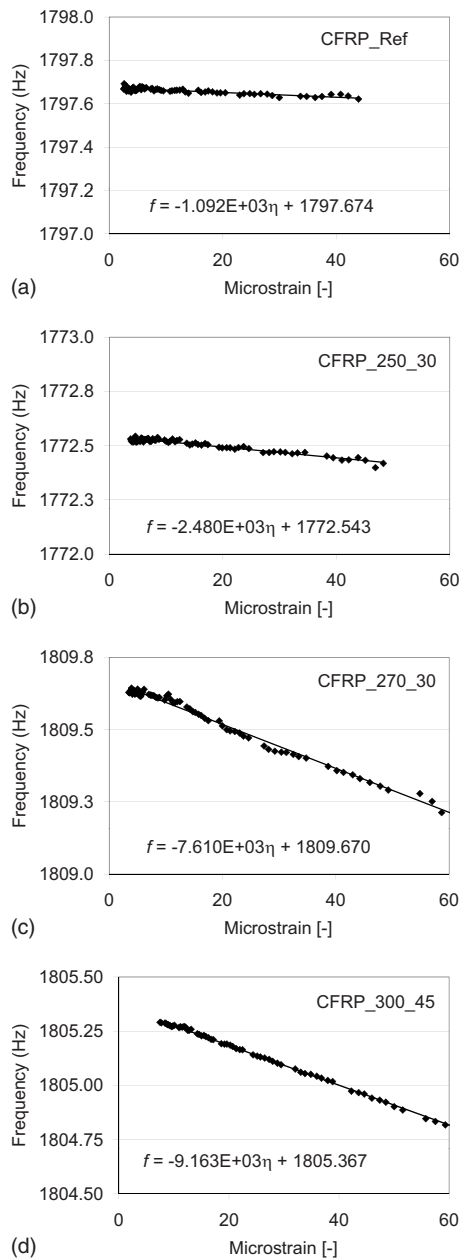 1798.0
CFRP_Ref
1797.8
1797.6
1797.4
1797.2
f = -1.092E+03η + 1797.674
1797.0
0 20 40 60
Frequency (Hz)
Microstrain [-]
(a)
1773.0
CFRP_250_30
1772.8
1772.5
1772.3
f = -2.480E+03η + 1772.543
1772.0
0 20 40 60
Frequency (Hz)
Microstrain [-]
(b)
1809.8
CFRP_270_30
1809.5
1809.3
f = -7.610E+03η + 1809.670
1809.0
0 20 40 60
Frequency (Hz)
Microstrain [-]
(c)
1805.50
CFRP_300_45
1805.25
1805.00
1804.75
f = -9.163E+03η + 1805.367
1804.50
0 20 40 60
Frequency (Hz)
Microstrain [-]
(d)